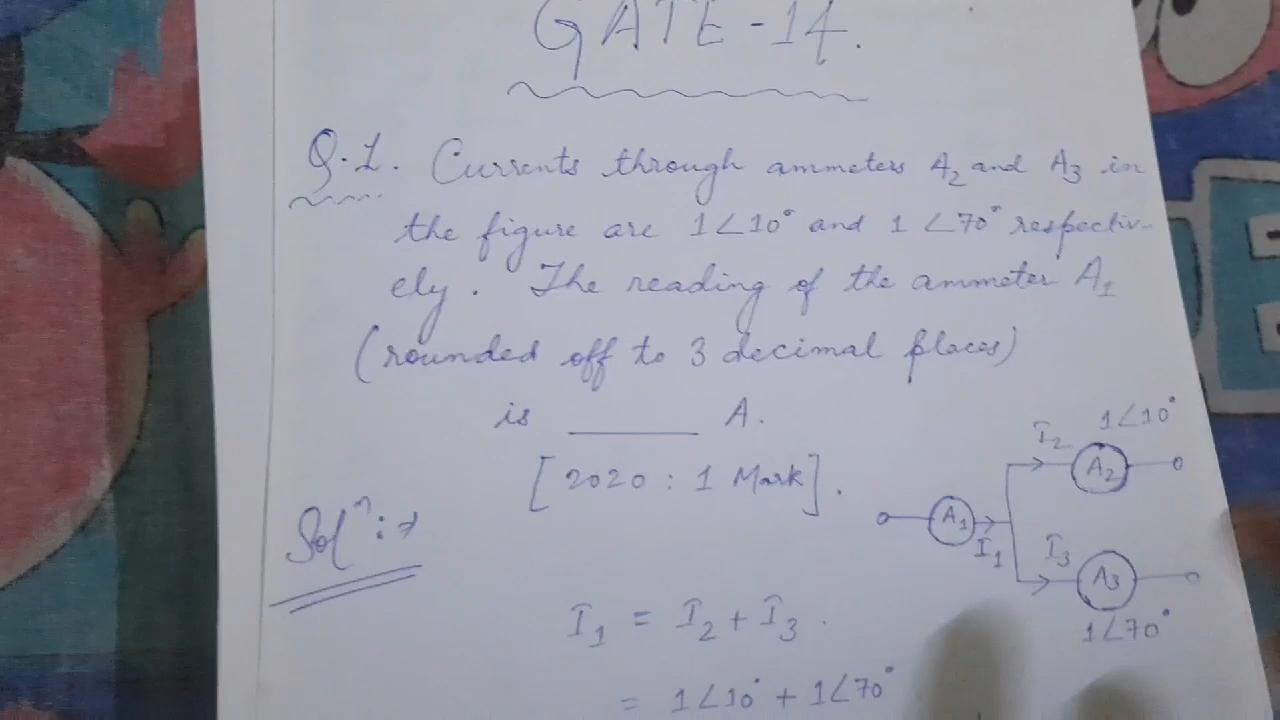 GATE-14.
Q.1. Currents through ammeters A₂ and A₃ in
the figure are 1∠10° and 1∠70° respectiv-
ely. The reading of the ammeter A₁
(rounded off to 3 decimal places)
is ______ A.
[2020 : 1 Mark].
Solⁿ :→
1∠10°
I₂
A₂
A₁
I₁
I₃
A₃
1∠70°
I₁ = I₂ + I₃.
= 1∠10° + 1∠70°